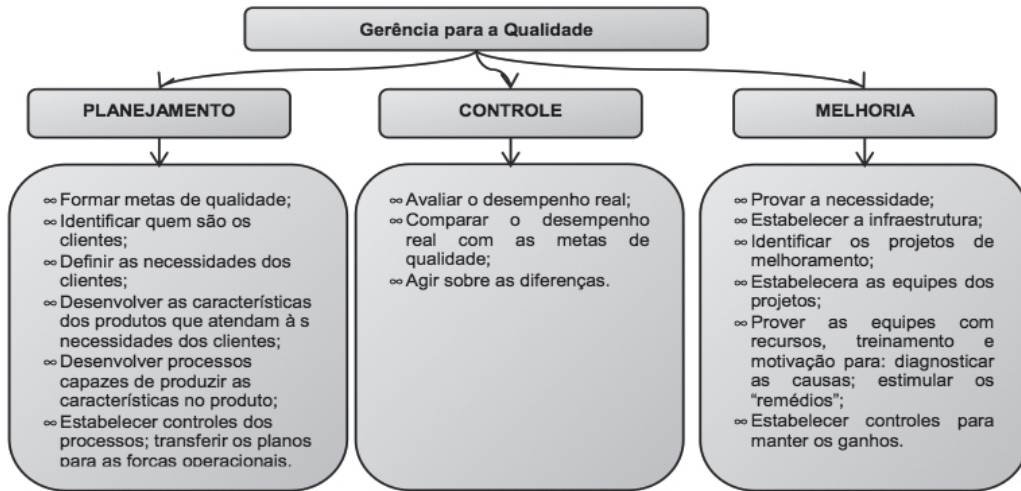 Gerência para a Qualidade
PLANEJAMENTO
∞ Formar metas de qualidade;
∞ Identificar quem são os
clientes;
∞ Definir as necessidades dos
clientes;
∞ Desenvolver as características
dos produtos que atendam à s
necessidades dos clientes;
∞ Desenvolver processos
capazes de produzir as
características no produto;
∞ Estabelecer controles dos
processos; transferir os planos
para as forças operacionais.
CONTROLE
∞ Avaliar o desempenho real;
∞ Comparar o desempenho
real com as metas de
qualidade;
∞ Agir sobre as diferenças.
MELHORIA
∞ Provar a necessidade;
∞ Estabelecer a infraestrutura;
∞ Identificar os projetos de
melhoramento;
∞ Estabelecera as equipes dos
projetos;
∞ Prover as equipes com
recursos, treinamento e
motivação para: diagnosticar
as causas; estimular os
“remédios”;
∞ Estabelecer controles para
manter os ganhos.